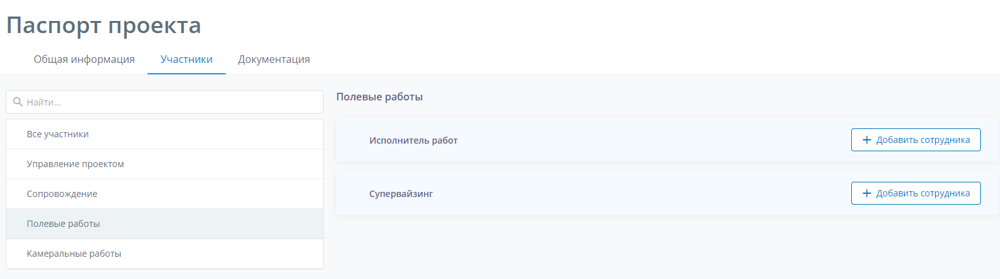 Паспорт проекта
Общая информация
Участники
Документация
Найти...
Все участники
Управление проектом
Сопровождение
Полевые работы
Камеральные работы
Полевые работы
Исполнитель работ
Добавить сотрудника
Супервайзинг
Добавить сотрудника